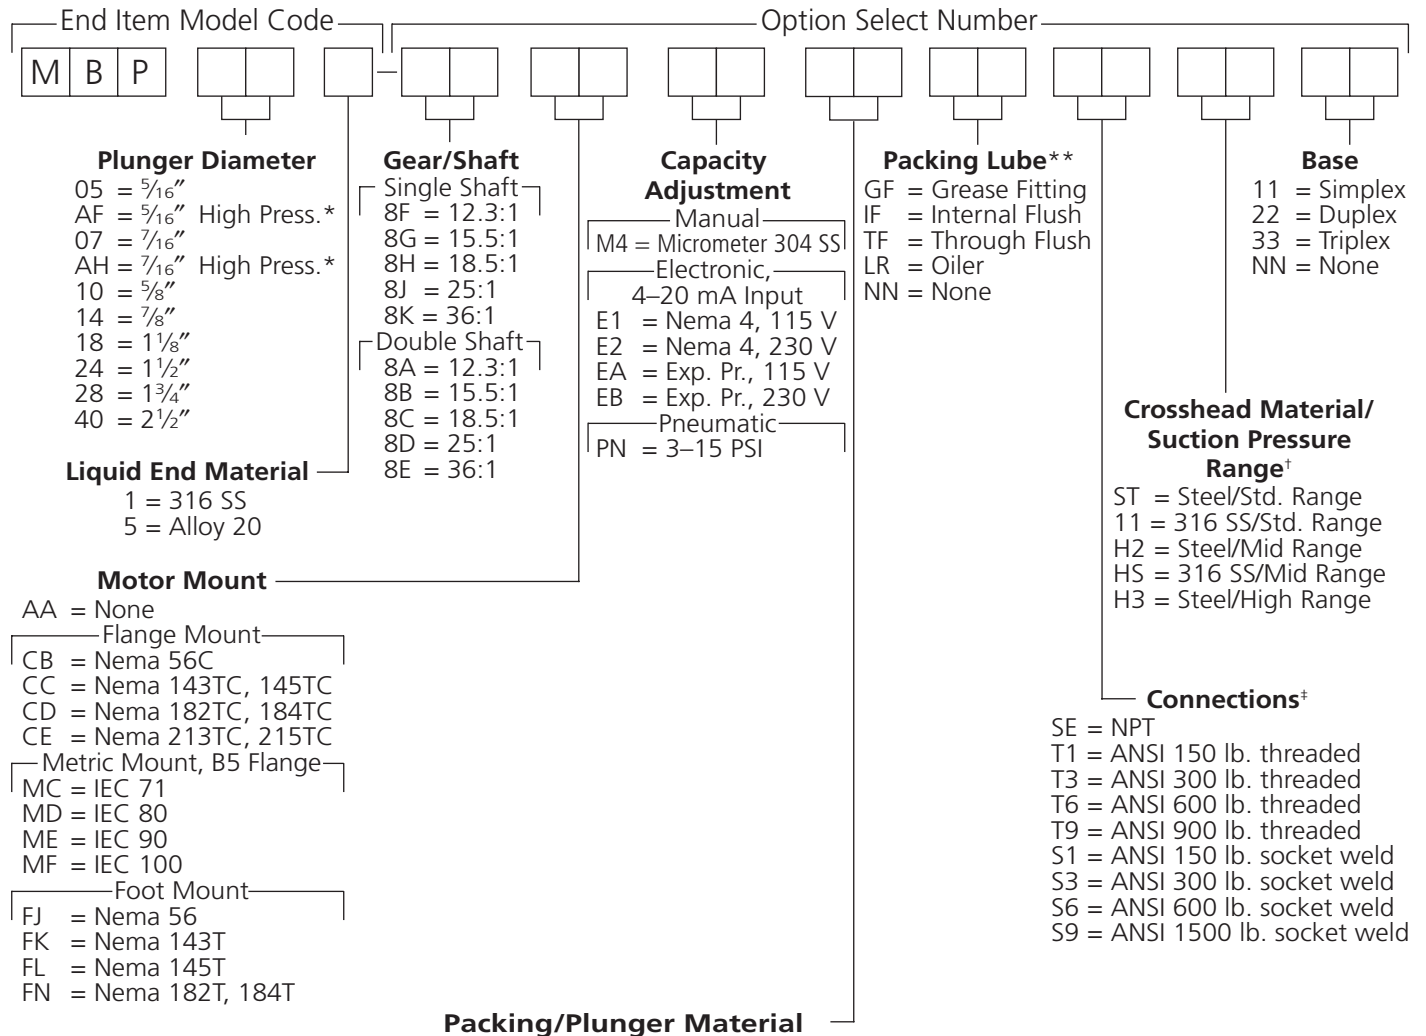 End Item Model Code
Option Select Number
M B P
Plunger Diameter
05 = 5/16″
AF = 5/16″ High Press.*
07 = 7/16″
AH = 7/16″ High Press.*
10 = 5/8″
14 = 7/8″
18 = 1 1/8″
24 = 1 1/2″
28 = 1 3/4″
40 = 2 1/2″
Liquid End Material
1 = 316 SS
5 = Alloy 20
Gear/Shaft
Single Shaft
8F = 12.3:1
8G = 15.5:1
8H = 18.5:1
8J = 25:1
8K = 36:1
Double Shaft
8A = 12.3:1
8B = 15.5:1
8C = 18.5:1
8D = 25:1
8E = 36:1
Capacity
Adjustment
Manual
M4 = Micrometer 304 SS
Electronic,
4–20 mA Input
E1 = Nema 4, 115 V
E2 = Nema 4, 230 V
EA = Exp. Pr., 115 V
EB = Exp. Pr., 230 V
Pneumatic
PN = 3–15 PSI
Packing Lube**
GF = Grease Fitting
IF = Internal Flush
TF = Through Flush
LR = Oiler
NN = None
Base
11 = Simplex
22 = Duplex
33 = Triplex
NN = None
Crosshead Material/
Suction Pressure
Range†
ST = Steel/Std. Range
11 = 316 SS/Std. Range
H2 = Steel/Mid Range
HS = 316 SS/Mid Range
H3 = Steel/High Range
Motor Mount
AA = None
Flange Mount
CB = Nema 56C
CC = Nema 143TC, 145TC
CD = Nema 182TC, 184TC
CE = Nema 213TC, 215TC
Metric Mount, B5 Flange
MC = IEC 71
MD = IEC 80
ME = IEC 90
MF = IEC 100
Foot Mount
FJ = Nema 56
FK = Nema 143T
FL = Nema 145T
FN = Nema 182T, 184T
Connections‡
SE = NPT
T1 = ANSI 150 lb. threaded
T3 = ANSI 300 lb. threaded
T6 = ANSI 600 lb. threaded
T9 = ANSI 900 lb. threaded
S1 = ANSI 150 lb. socket weld
S3 = ANSI 300 lb. socket weld
S6 = ANSI 600 lb. socket weld
S9 = ANSI 1500 lb. socket weld
Packing/Plunger Material